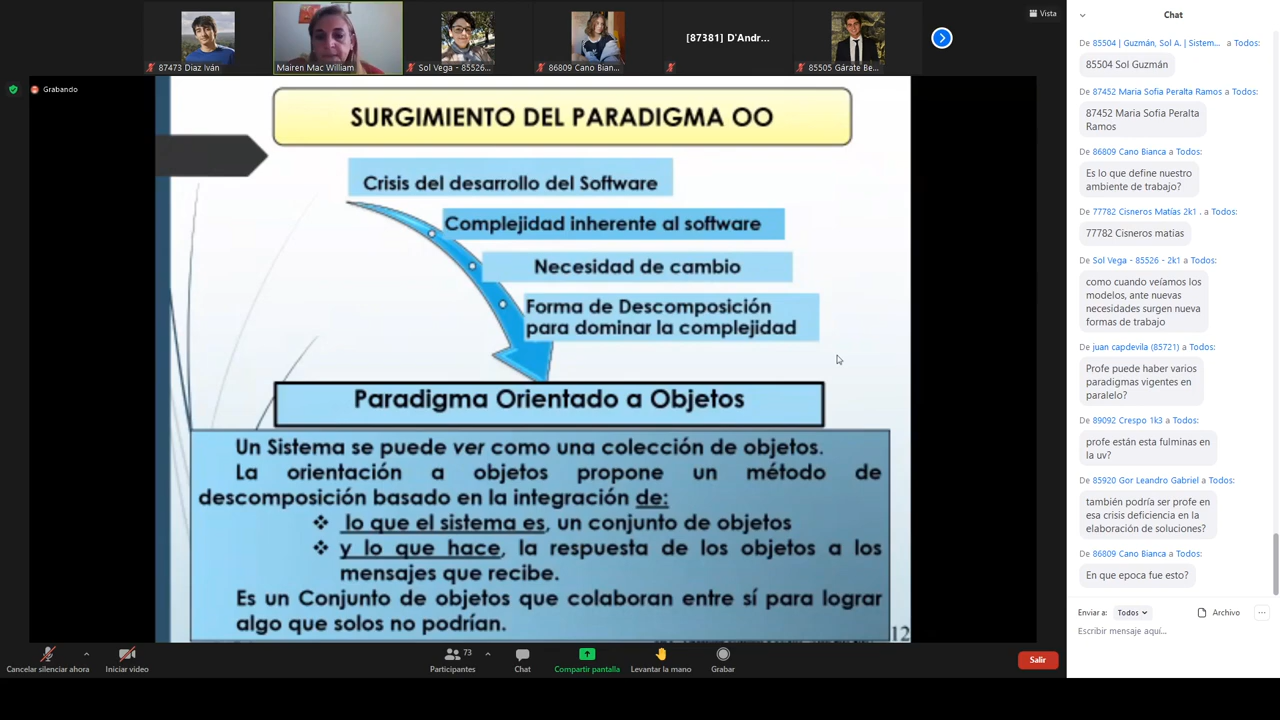 87473 Diaz Iván
Mairen Mac William
Sol Vega - 85526...
86809 Cano Bian...
[87381] D'Andr...
85505 Gárate Be...
Vista
Grabando
SURGIMIENTO DEL PARADIGMA OO
Crisis del desarrollo del Software
Complejidad inherente al software
Necesidad de cambio
Forma de Descomposición
para dominar la complejidad
Paradigma Orientado a Objetos
Un Sistema se puede ver como una colección de objetos.
La orientación a objetos propone un método de
descomposición basado en la integración de:
❖ lo que el sistema es, un conjunto de objetos
❖ y lo que hace, la respuesta de los objetos a los
mensajes que recibe.
Es un Conjunto de objetos que colaboran entre sí para lograr
algo que solos no podrían.
12
Cancelar silenciar ahora
Iniciar video
73
Participantes
Chat
Compartir pantalla
Levantar la mano
Grabar
Salir
Chat
De 85504 | Guzmán, Sol A. | Sistem... a Todos:
85504 Sol Guzmán
De 87452 Maria Sofia Peralta Ramos a Todos:
87452 Maria Sofia Peralta
Ramos
De 86809 Cano Bianca a Todos:
Es lo que define nuestro
ambiente de trabajo?
De 77782 Cisneros Matías 2k1 . a Todos:
77782 Cisneros matias
De Sol Vega - 85526 - 2k1 a Todos:
como cuando veíamos los
modelos, ante nuevas
necesidades surgen nueva
formas de trabajo
De juan capdevila (85721) a Todos:
Profe puede haber varios
paradigmas vigentes en
paralelo?
De 89092 Crespo 1k3 a Todos:
profe están esta fulminas en
la uv?
De 85920 Gor Leandro Gabriel a Todos:
también podría ser profe en
esa crisis deficiencia en la
elaboración de soluciones?
De 86809 Cano Bianca a Todos:
En que epoca fue esto?
Enviar a: Todos
Archivo
...
Escribir mensaje aquí...